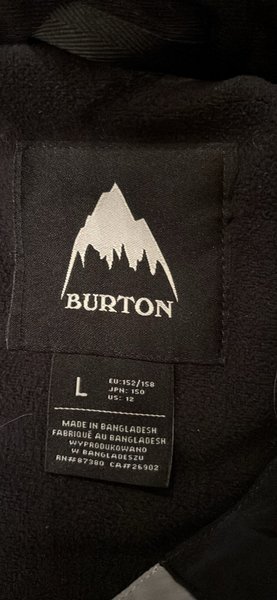 BURTON
L
EU:152/158
JPN: 150
US: 12
MADE IN BANGLADESH
FABRIQUÉ AU BANGLADESH
WYPRODUKOWANO
W BANGLADESZU
RN#87380 CA#26902